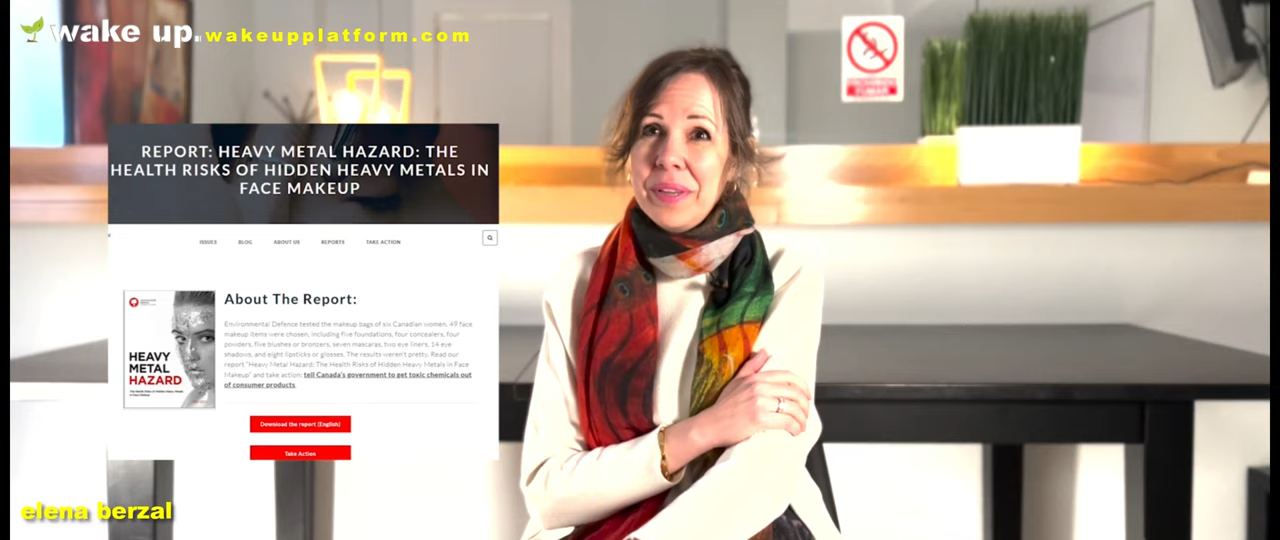 wake up. wakeupplatform.com
REPORT: HEAVY METAL HAZARD: THE
HEALTH RISKS OF HIDDEN HEAVY METALS IN
FACE MAKEUP
ISSUES BLOG ABOUT US REPORTS TAKE ACTION
About The Report:
Environmental Defence tested the makeup bags of six Canadian women. 49 face
makeup items were chosen, including five foundations, four concealers, four
powders, five blushes or bronzers, seven mascaras, two eye liners, 14 eye
shadows, and eight lipsticks or glosses. The results weren't pretty. Read our
report "Heavy Metal Hazard: The Health Risks of Hidden Heavy Metals in Face
Makeup" and take action: tell Canada's government to get toxic chemicals out
of consumer products.
HEAVY
METAL
HAZARD
Download the report (English)
Take Action
elena berzal